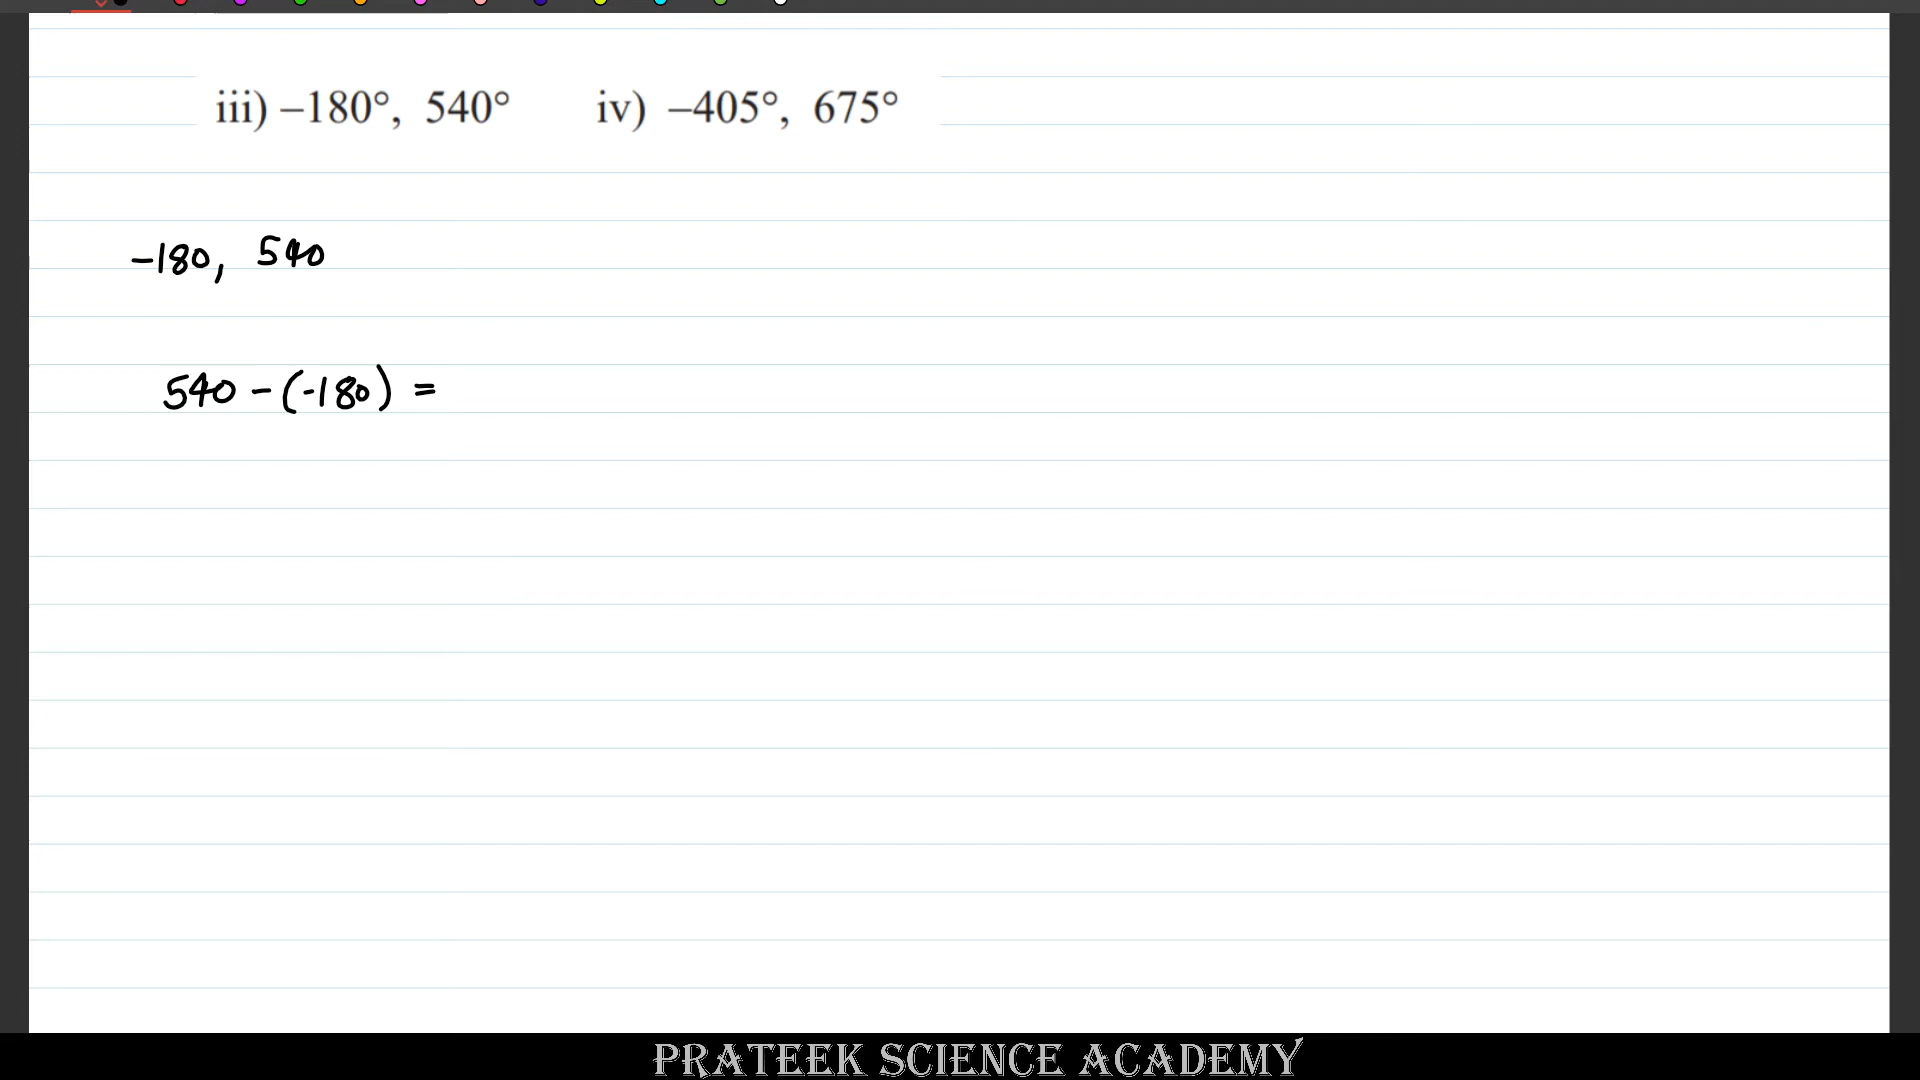 iii) –180°, 540° iv) –405°, 675°
-180, 540
540 - (-180) =
PRATEEK SCIENCE ACADEMY